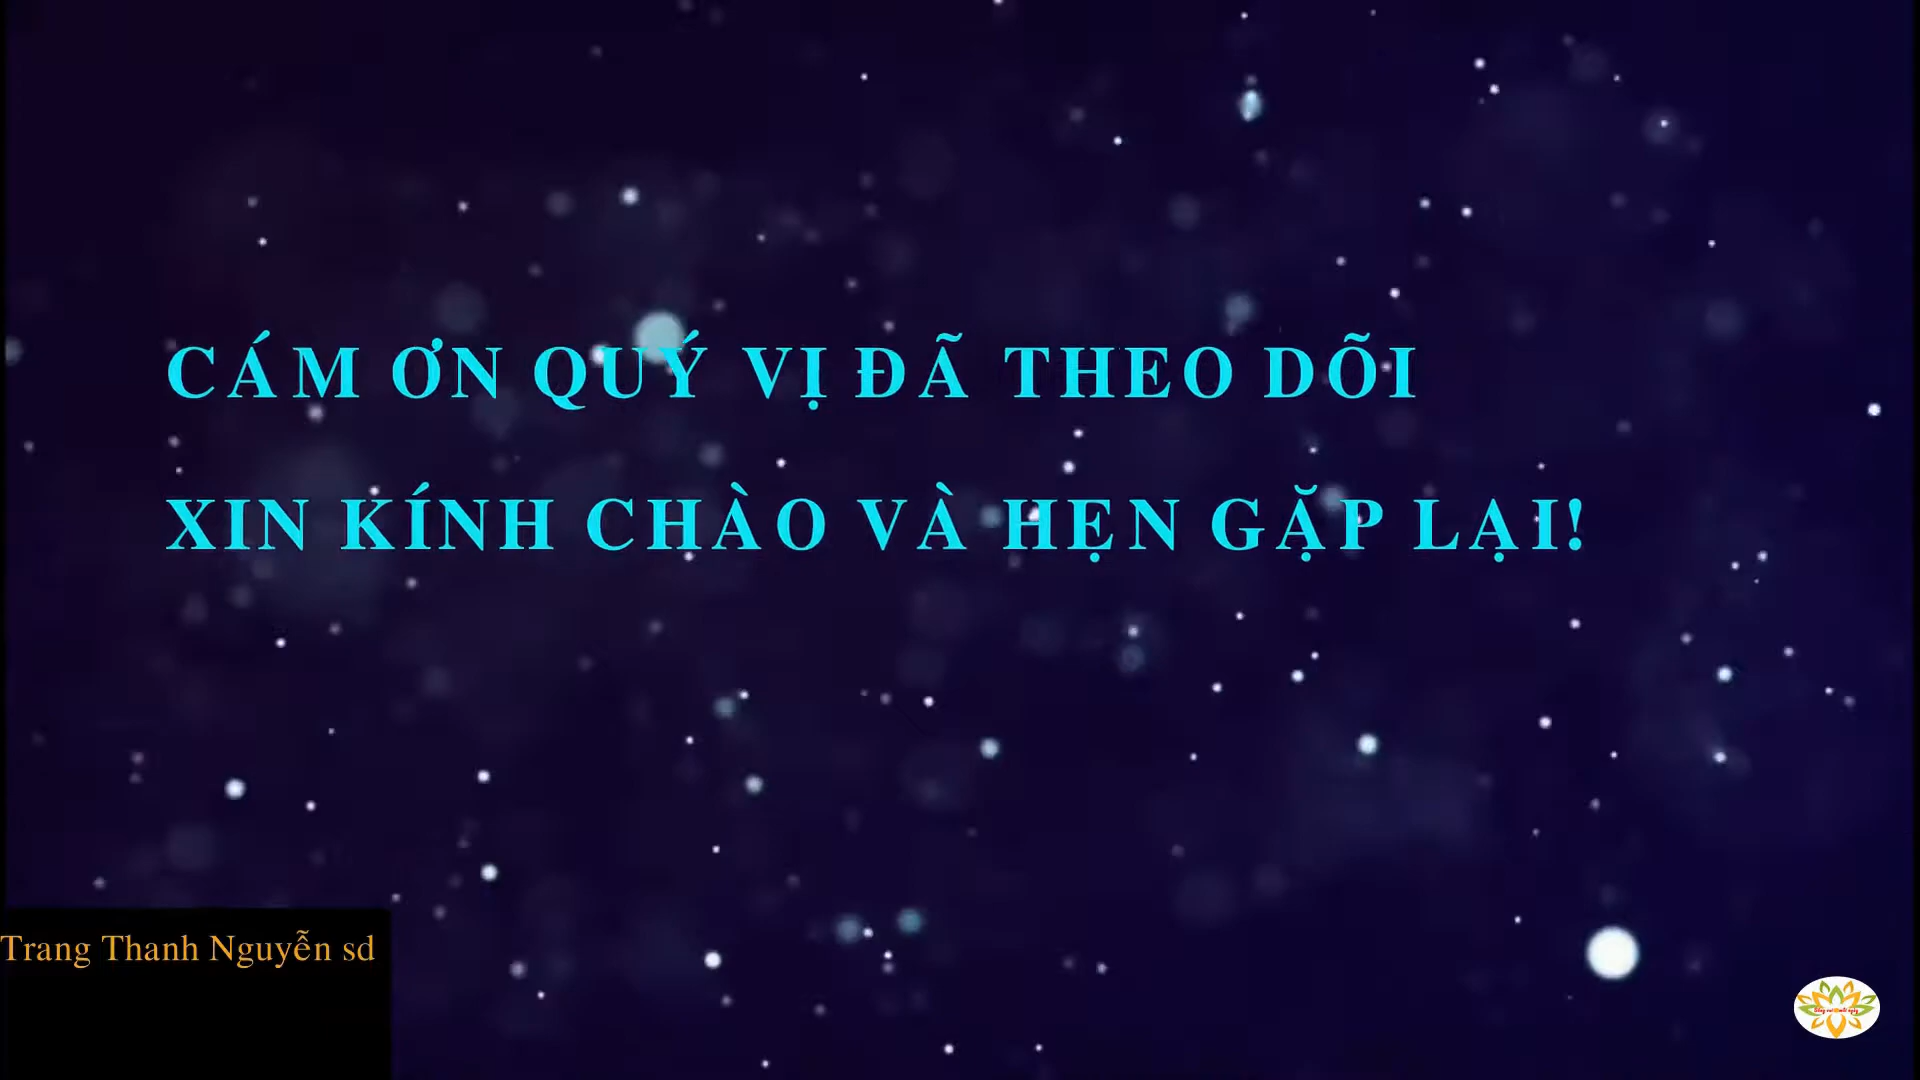 CÁM ƠN QUÝ VỊ ĐÃ THEO DÕI
XIN KÍNH CHÀO VÀ HẸN GẶP LẠI!
Trang Thanh Nguyễn sd